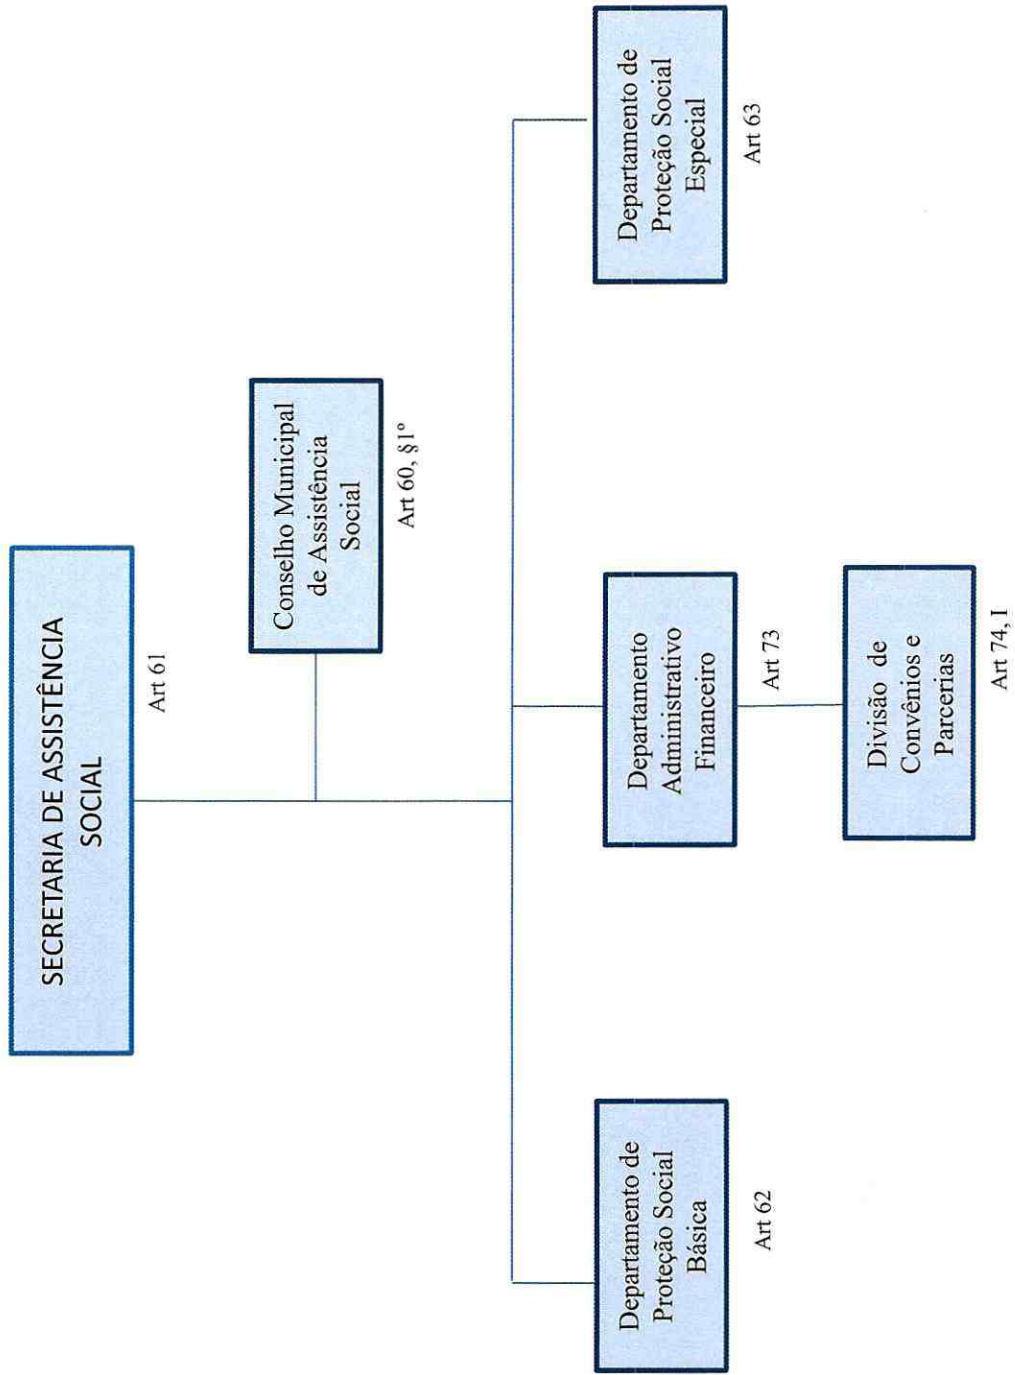 SECRETARIA DE ASSISTÊNCIA
SOCIAL
Art 61
Conselho Municipal
de Assistência
Social
Art 60, §1º
Departamento de
Proteção Social
Básica
Art 62
Departamento
Administrativo
Financeiro
Art 73
Divisão de
Convênios e
Parcerias
Art 74, I
Departamento de
Proteção Social
Especial
Art 63